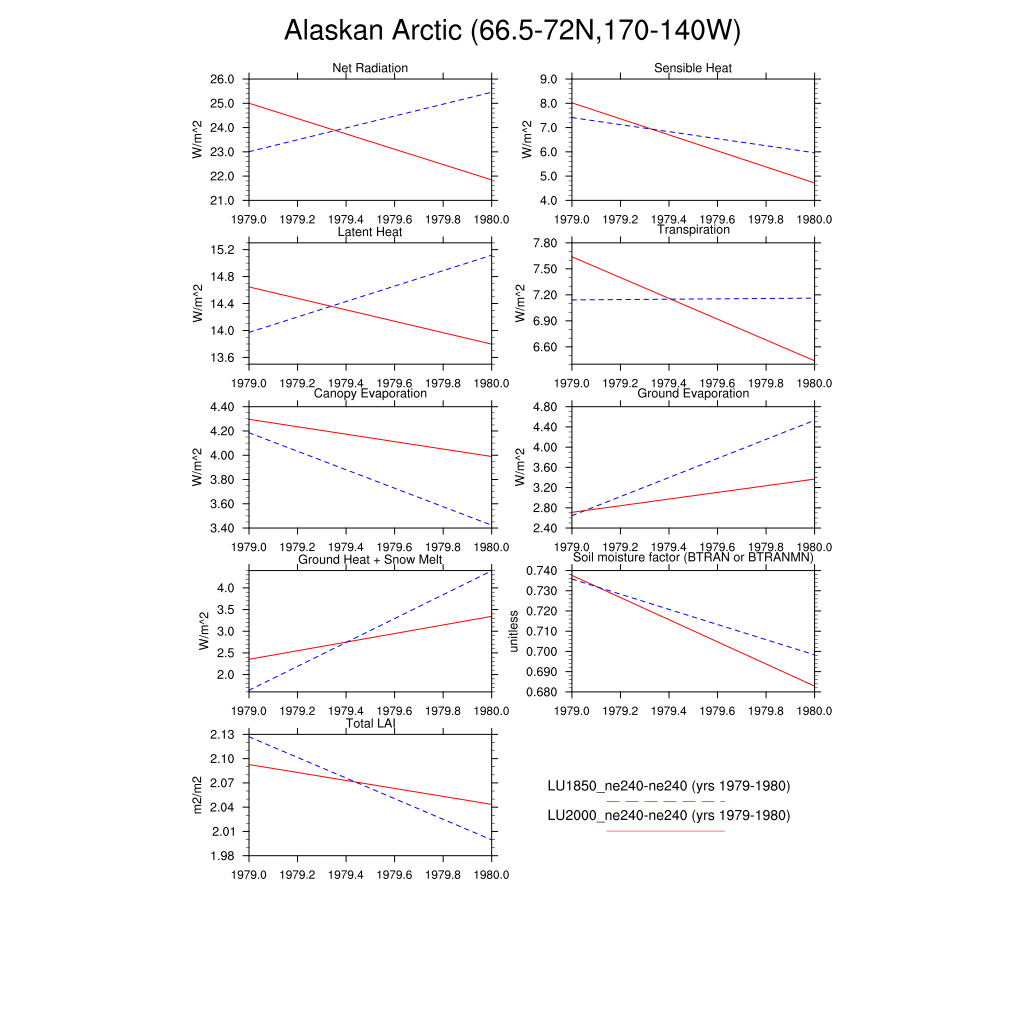 Alaskan Arctic (66.5-72N,170-140W)
Net Radiation
26.0
25.0
24.0
23.0
22.0
21.0
W/m^2
1979.0 1979.2 1979.4 1979.6 1979.8 1980.0
Sensible Heat
9.0
8.0
7.0
6.0
5.0
4.0
W/m^2
1979.0 1979.2 1979.4 1979.6 1979.8 1980.0
Latent Heat
15.2
14.8
14.4
14.0
13.6
W/m^2
1979.0 1979.2 1979.4 1979.6 1979.8 1980.0
Transpiration
7.80
7.50
7.20
6.90
6.60
W/m^2
1979.0 1979.2 1979.4 1979.6 1979.8 1980.0
Canopy Evaporation
4.40
4.20
4.00
3.80
3.60
3.40
W/m^2
1979.0 1979.2 1979.4 1979.6 1979.8 1980.0
Ground Evaporation
4.80
4.40
4.00
3.60
3.20
2.80
2.40
W/m^2
1979.0 1979.2 1979.4 1979.6 1979.8 1980.0
Ground Heat + Snow Melt
4.0
3.5
3.0
2.5
2.0
W/m^2
1979.0 1979.2 1979.4 1979.6 1979.8 1980.0
Soil moisture factor (BTRAN or BTRANMN)
0.740
0.730
0.720
0.710
0.700
0.690
0.680
unitless
1979.0 1979.2 1979.4 1979.6 1979.8 1980.0
Total LAI
2.13
2.10
2.07
2.04
2.01
1.98
m2/m2
1979.0 1979.2 1979.4 1979.6 1979.8 1980.0
LU1850_ne240-ne240 (yrs 1979-1980)
LU2000_ne240-ne240 (yrs 1979-1980)